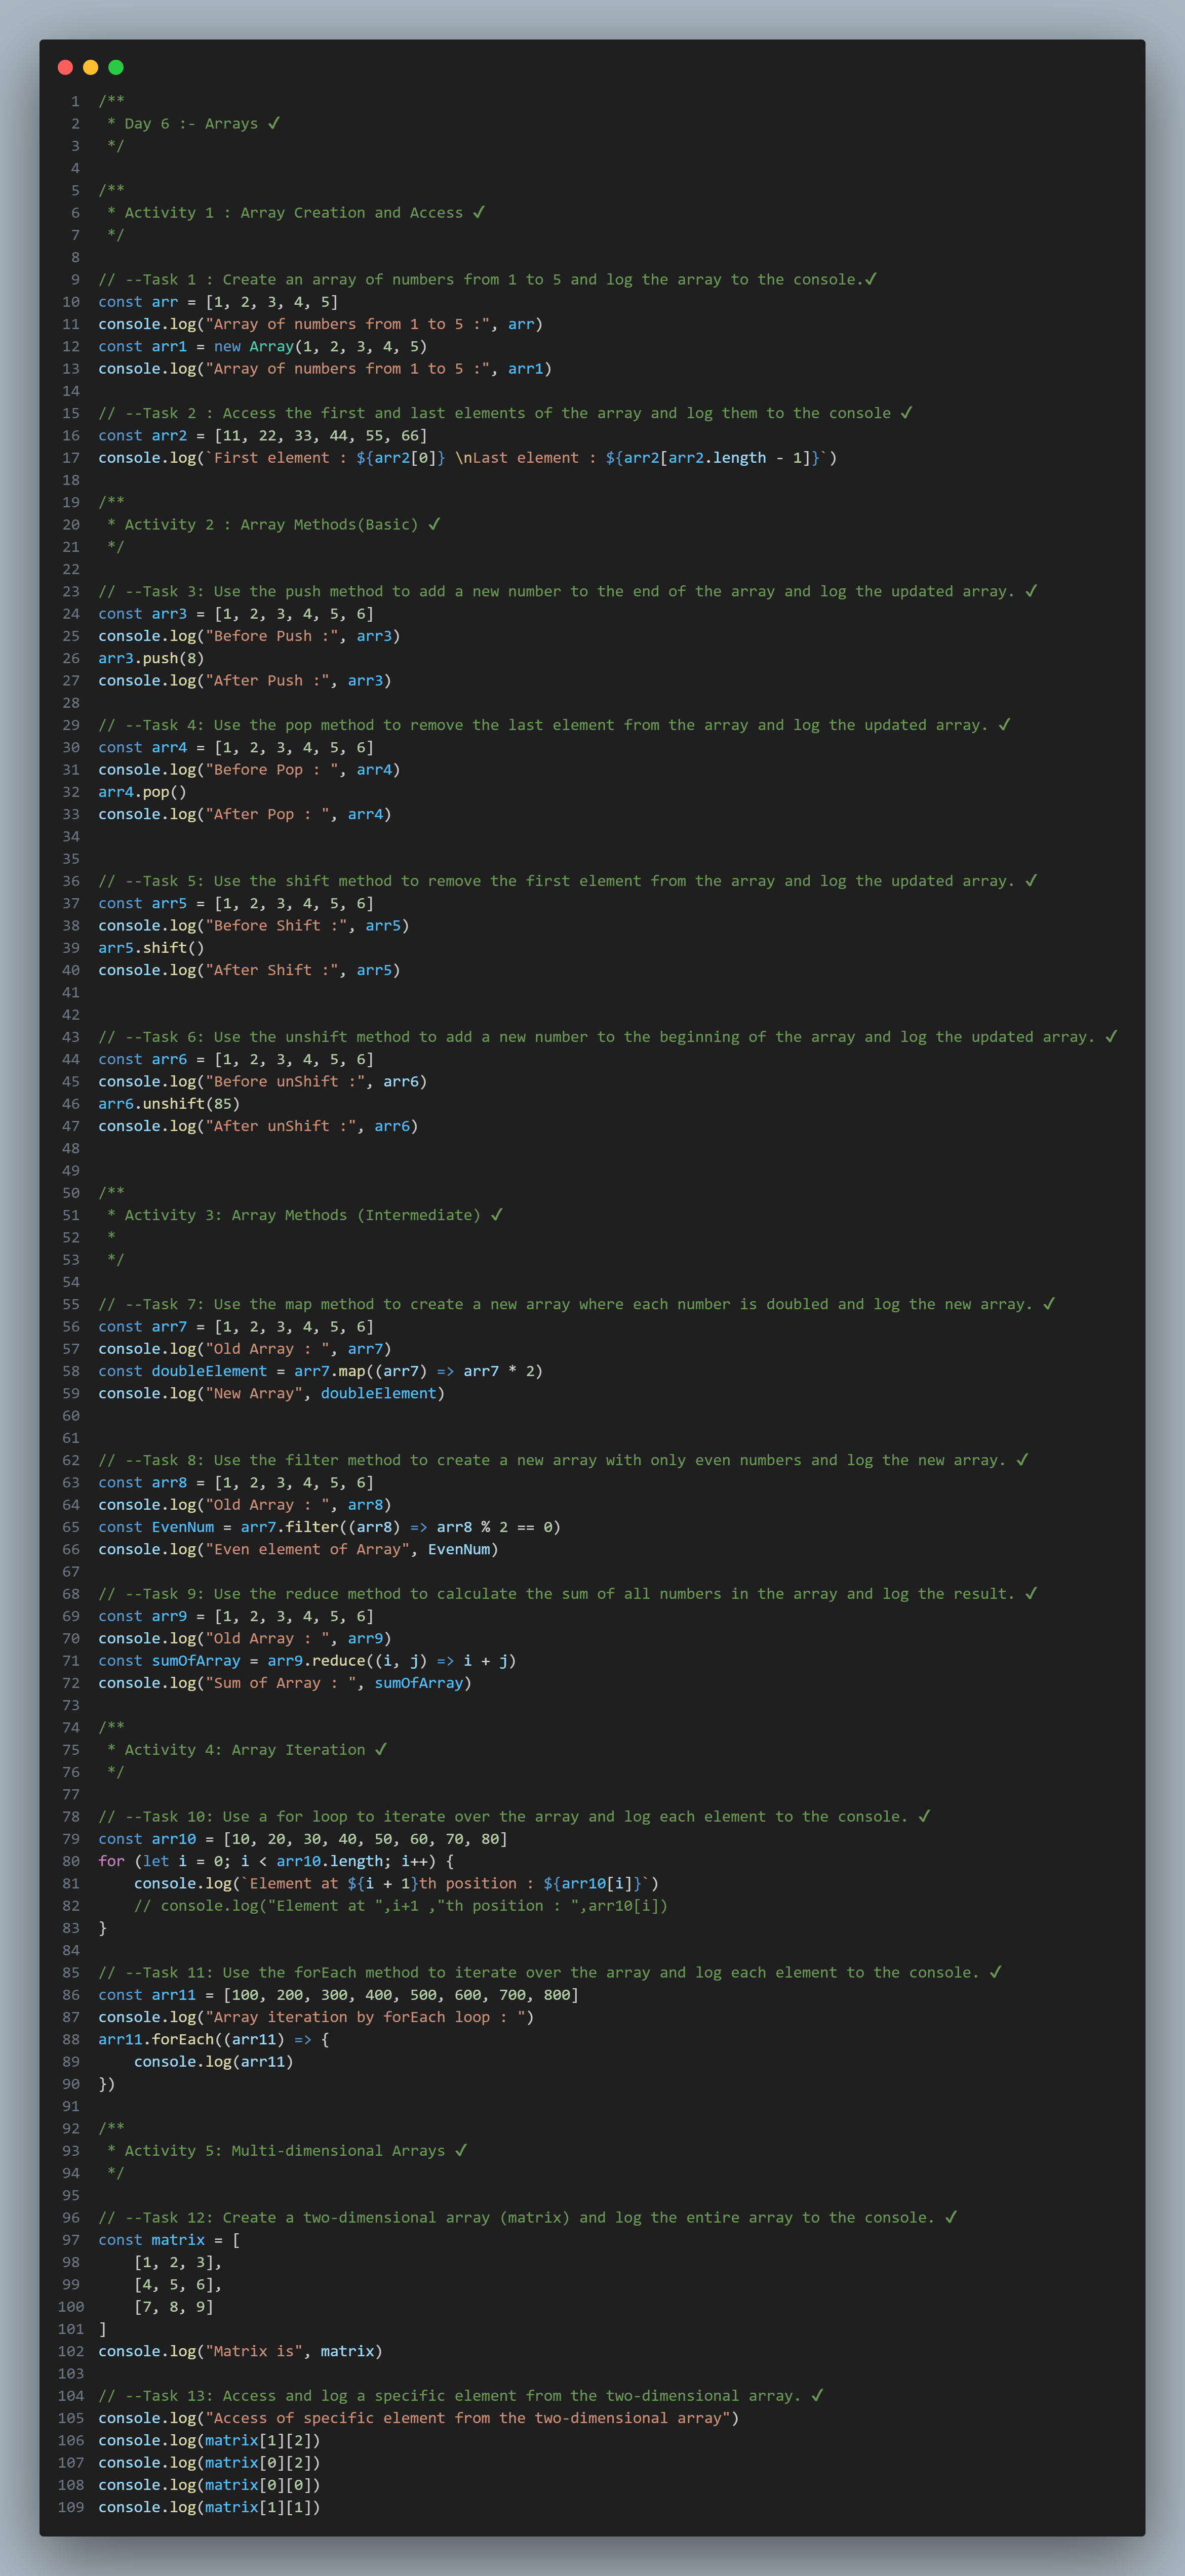 1 /**
2  * Day 6 :- Arrays ✓
3  */
4
5 /**
6  * Activity 1 : Array Creation and Access ✓
7  */
8
9 // --Task 1 : Create an array of numbers from 1 to 5 and log the array to the console.✓
10 const arr = [1, 2, 3, 4, 5]
11 console.log("Array of numbers from 1 to 5 :", arr)
12 const arr1 = new Array(1, 2, 3, 4, 5)
13 console.log("Array of numbers from 1 to 5 :", arr1)
14
15 // --Task 2 : Access the first and last elements of the array and log them to the console ✓
16 const arr2 = [11, 22, 33, 44, 55, 66]
17 console.log(`First element : ${arr2[0]} \nLast element : ${arr2[arr2.length - 1]}`)
18
19 /**
20  * Activity 2 : Array Methods(Basic) ✓
21  */
22
23 // --Task 3: Use the push method to add a new number to the end of the array and log the updated array. ✓
24 const arr3 = [1, 2, 3, 4, 5, 6]
25 console.log("Before Push :", arr3)
26 arr3.push(8)
27 console.log("After Push :", arr3)
28
29 // --Task 4: Use the pop method to remove the last element from the array and log the updated array. ✓
30 const arr4 = [1, 2, 3, 4, 5, 6]
31 console.log("Before Pop : ", arr4)
32 arr4.pop()
33 console.log("After Pop : ", arr4)
34
35
36 // --Task 5: Use the shift method to remove the first element from the array and log the updated array. ✓
37 const arr5 = [1, 2, 3, 4, 5, 6]
38 console.log("Before Shift :", arr5)
39 arr5.shift()
40 console.log("After Shift :", arr5)
41
42
43 // --Task 6: Use the unshift method to add a new number to the beginning of the array and log the updated array. ✓
44 const arr6 = [1, 2, 3, 4, 5, 6]
45 console.log("Before unShift :", arr6)
46 arr6.unshift(85)
47 console.log("After unShift :", arr6)
48
49
50 /**
51  * Activity 3: Array Methods (Intermediate) ✓
52  *
53  */
54
55 // --Task 7: Use the map method to create a new array where each number is doubled and log the new array. ✓
56 const arr7 = [1, 2, 3, 4, 5, 6]
57 console.log("Old Array : ", arr7)
58 const doubleElement = arr7.map((arr7) => arr7 * 2)
59 console.log("New Array", doubleElement)
60
61
62 // --Task 8: Use the filter method to create a new array with only even numbers and log the new array. ✓
63 const arr8 = [1, 2, 3, 4, 5, 6]
64 console.log("Old Array : ", arr8)
65 const EvenNum = arr7.filter((arr8) => arr8 % 2 == 0)
66 console.log("Even element of Array", EvenNum)
67
68 // --Task 9: Use the reduce method to calculate the sum of all numbers in the array and log the result. ✓
69 const arr9 = [1, 2, 3, 4, 5, 6]
70 console.log("Old Array : ", arr9)
71 const sumOfArray = arr9.reduce((i, j) => i + j)
72 console.log("Sum of Array : ", sumOfArray)
73
74 /**
75  * Activity 4: Array Iteration ✓
76  */
77
78 // --Task 10: Use a for loop to iterate over the array and log each element to the console. ✓
79 const arr10 = [10, 20, 30, 40, 50, 60, 70, 80]
80 for (let i = 0; i < arr10.length; i++) {
81     console.log(`Element at ${i + 1}th position : ${arr10[i]}`)
82     // console.log("Element at ",i+1 ,"th position : ",arr10[i])
83 }
84
85 // --Task 11: Use the forEach method to iterate over the array and log each element to the console. ✓
86 const arr11 = [100, 200, 300, 400, 500, 600, 700, 800]
87 console.log("Array iteration by forEach loop : ")
88 arr11.forEach((arr11) => {
89     console.log(arr11)
90 })
91
92 /**
93  * Activity 5: Multi-dimensional Arrays ✓
94  */
95
96 // --Task 12: Create a two-dimensional array (matrix) and log the entire array to the console. ✓
97 const matrix = [
98     [1, 2, 3],
99     [4, 5, 6],
100     [7, 8, 9]
101 ]
102 console.log("Matrix is", matrix)
103
104 // --Task 13: Access and log a specific element from the two-dimensional array. ✓
105 console.log("Access of specific element from the two-dimensional array")
106 console.log(matrix[1][2])
107 console.log(matrix[0][2])
108 console.log(matrix[0][0])
109 console.log(matrix[1][1])